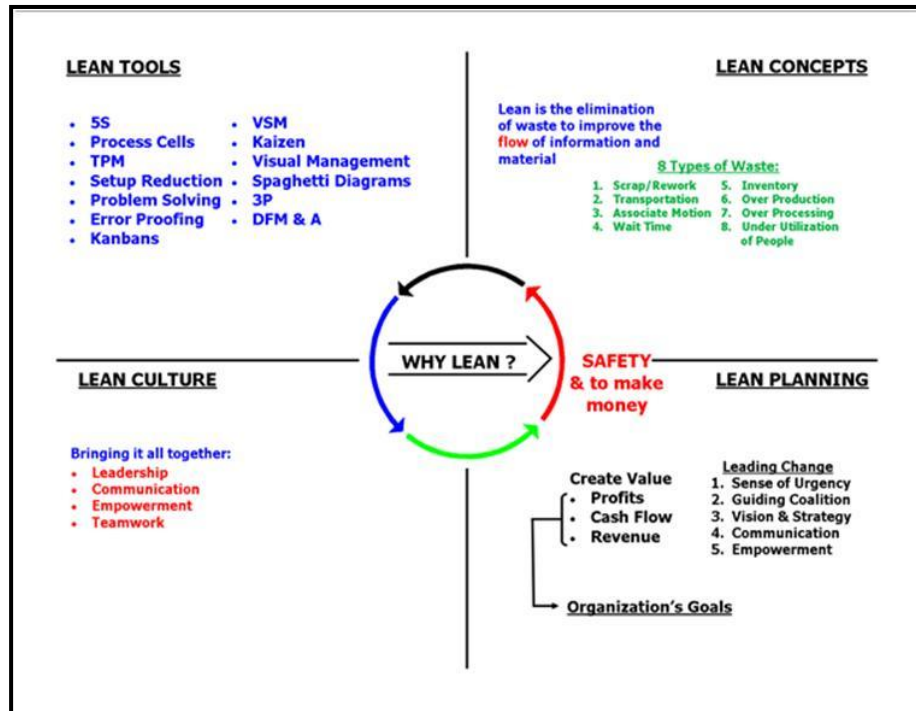 LEAN TOOLS
• 5S
• Process Cells
• TPM
• Setup Reduction
• Problem Solving
• Error Proofing
• Kanbans
• VSM
• Kaizen
• Visual Management
• Spaghetti Diagrams
• 3P
• DFM & A
LEAN CONCEPTS
Lean is the elimination
of waste to improve the
flow of information and
material
8 Types of Waste:
1. Scrap/Rework
2. Transportation
3. Associate Motion
4. Wait Time
5. Inventory
6. Over Production
7. Over Processing
8. Under Utilization
of People
WHY LEAN ?
SAFETY
& to make
money
LEAN CULTURE
Bringing it all together:
• Leadership
• Communication
• Empowerment
• Teamwork
LEAN PLANNING
Create Value
• Profits
• Cash Flow
• Revenue
Organization's Goals
Leading Change
1. Sense of Urgency
2. Guiding Coalition
3. Vision & Strategy
4. Communication
5. Empowerment